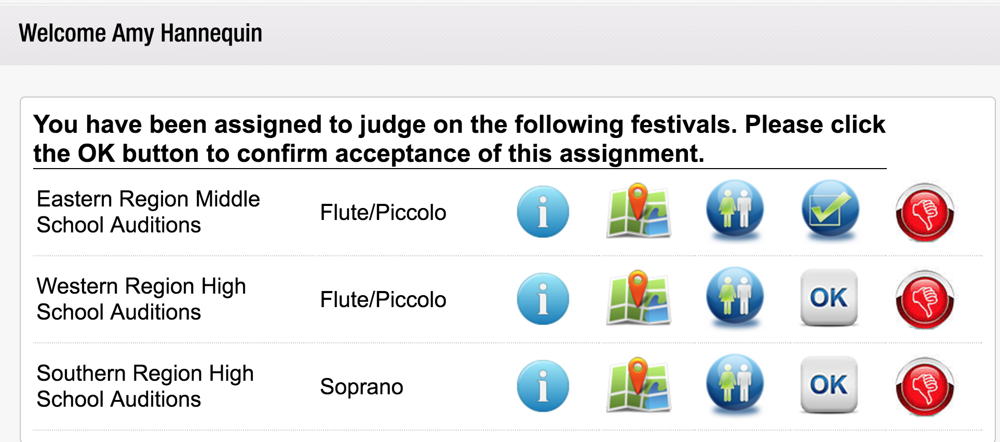 Welcome Amy Hannequin
You have been assigned to judge on the following festivals. Please click
the OK button to confirm acceptance of this assignment.
Eastern Region Middle
School Auditions
Flute/Piccolo
i
Western Region High
School Auditions
Flute/Piccolo
i
OK
Southern Region High
School Auditions
Soprano
i
OK